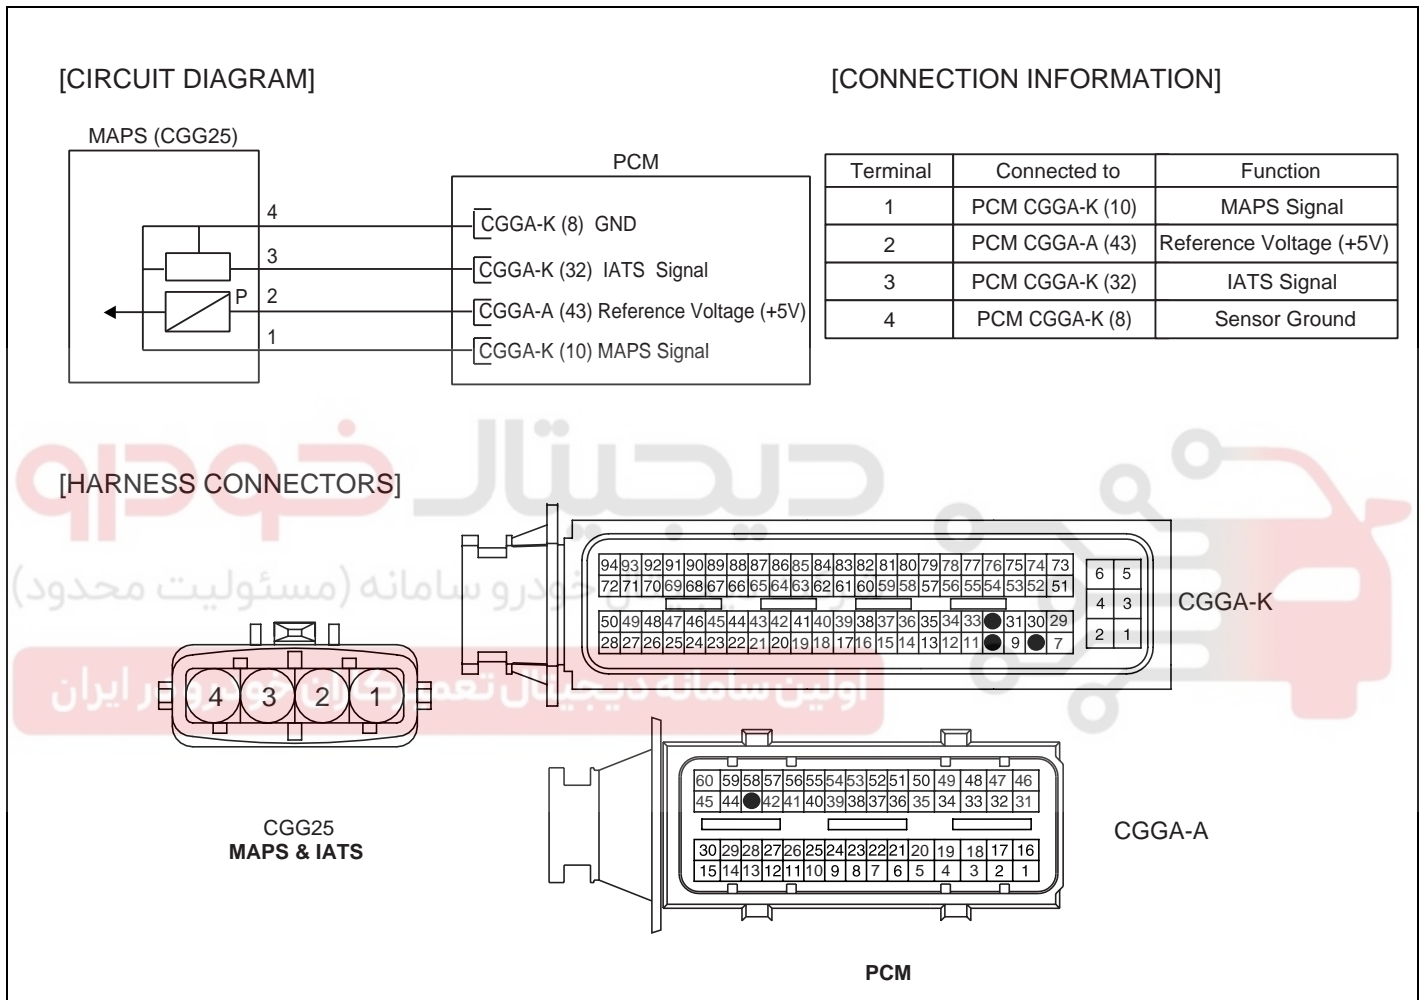 [CIRCUIT DIAGRAM]
MAPS (CGG25)
PCM
4
CGGA-K (8) GND
3
CGGA-K (32) IATS Signal
P
2
CGGA-A (43) Reference Voltage (+5V)
1
CGGA-K (10) MAPS Signal
[CONNECTION INFORMATION]
Terminal Connected to Function
1 PCM CGGA-K (10) MAPS Signal
2 PCM CGGA-A (43) Reference Voltage (+5V)
3 PCM CGGA-K (32) IATS Signal
4 PCM CGGA-K (8) Sensor Ground
دیجیتال خودرو
[HARNESS CONNECTORS]
خودرو سامانه (مسئولیت محدود)
اولین سامانه دیجیتال تعمیرکاران خودرو در ایران
94 93 92 91 90 89 88 87 86 85 84 83 82 81 80 79 78 77 76 75 74 73
72 71 70 69 68 67 66 65 64 63 62 61 60 59 58 57 56 55 54 53 52 51
50 49 48 47 46 45 44 43 42 41 40 39 38 37 36 35 34 33 31 30 29
28 27 26 25 24 23 22 21 20 19 18 17 16 15 14 13 12 11 9 7
6 5
4 3
2 1
CGGA-K
4 3 2 1
CGG25
MAPS & IATS
60 59 58 57 56 55 54 53 52 51 50 49 48 47 46
45 44 42 41 40 39 38 37 36 35 34 33 32 31
30 29 28 27 26 25 24 23 22 21 20 19 18 17 16
15 14 13 12 11 10 9 8 7 6 5 4 3 2 1
CGGA-A
PCM